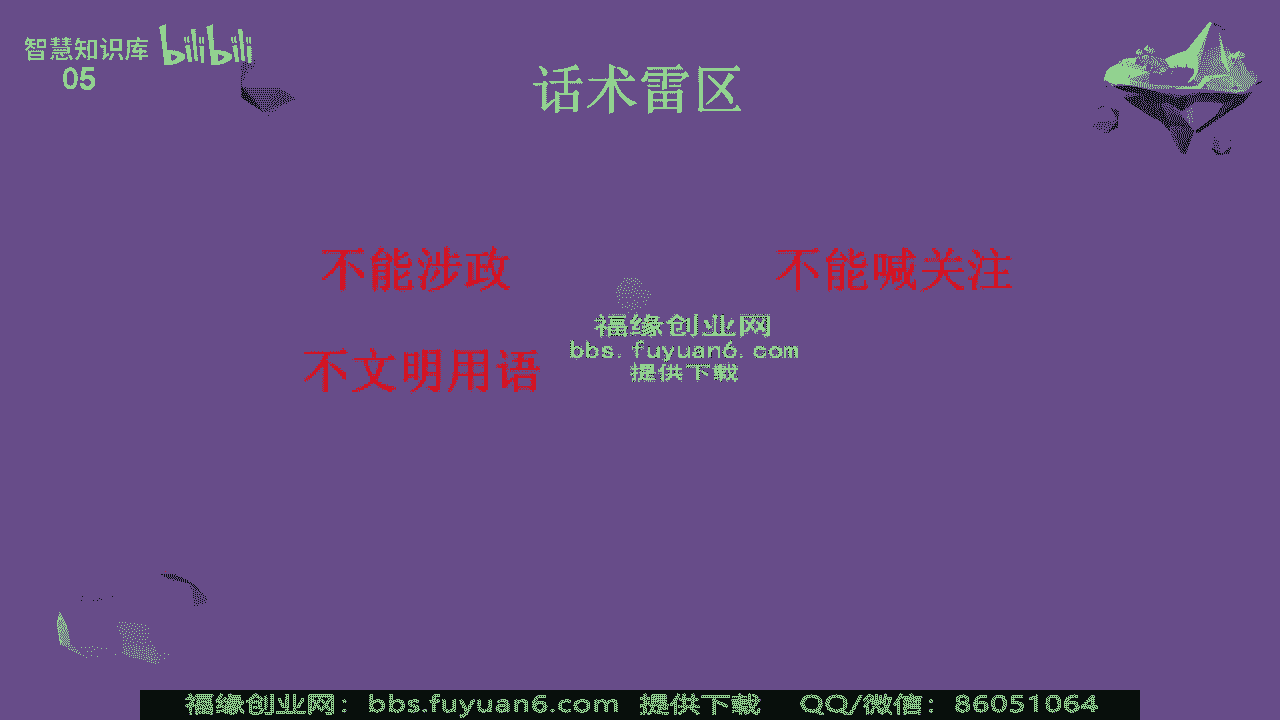 智慧知识库 bilibili
05
话术雷区
不能涉政 不能喊关注
福缘创业网
bbs.fuyuan6.com
提供下载
不文明用语
福缘创业网：bbs.fuyuan6.com 提供下载 QQ/微信：86051064